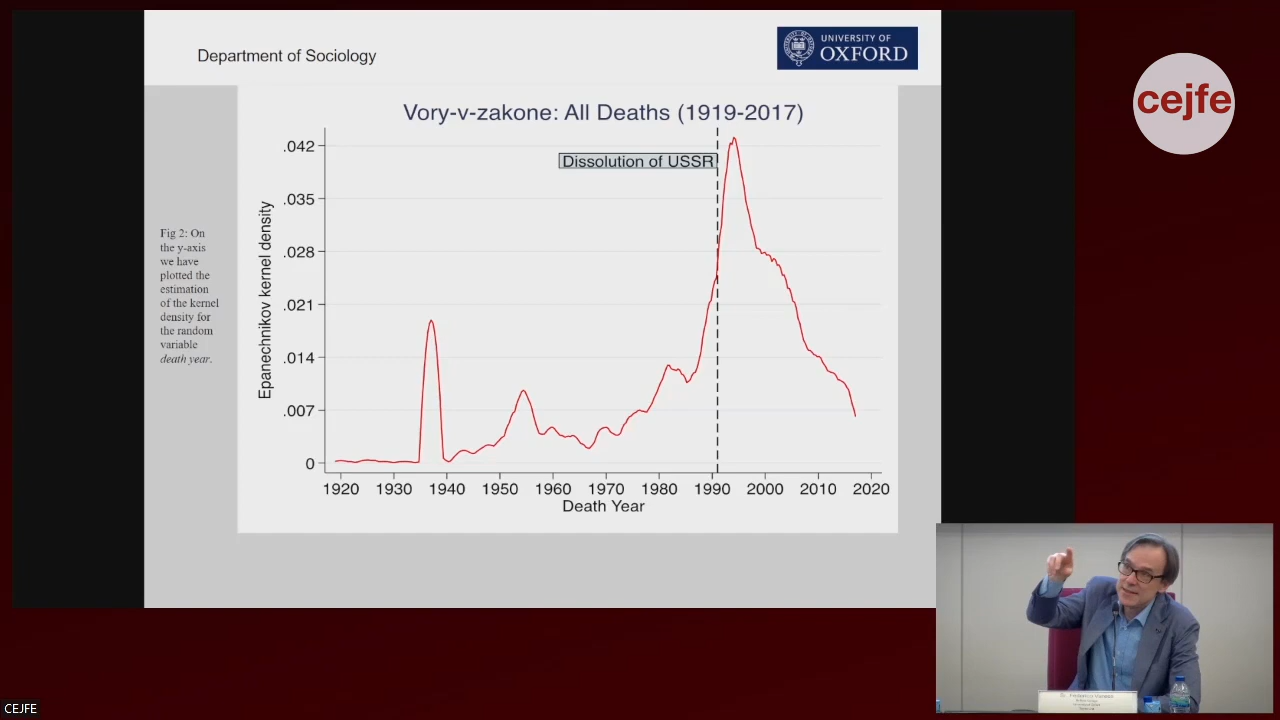 Department of Sociology
UNIVERSITY OF
OXFORD
cejfe
Vory-v-zakone: All Deaths (1919-2017)
Dissolution of USSR
Epanechnikov kernel density
.042
.035
.028
.021
.014
.007
0
1920 1930 1940 1950 1960 1970 1980 1990 2000 2010 2020
Death Year
Fig 2: On
the y-axis
we have
plotted the
estimation
of the kernel
density for
the random
variable
death year.
CEJFE